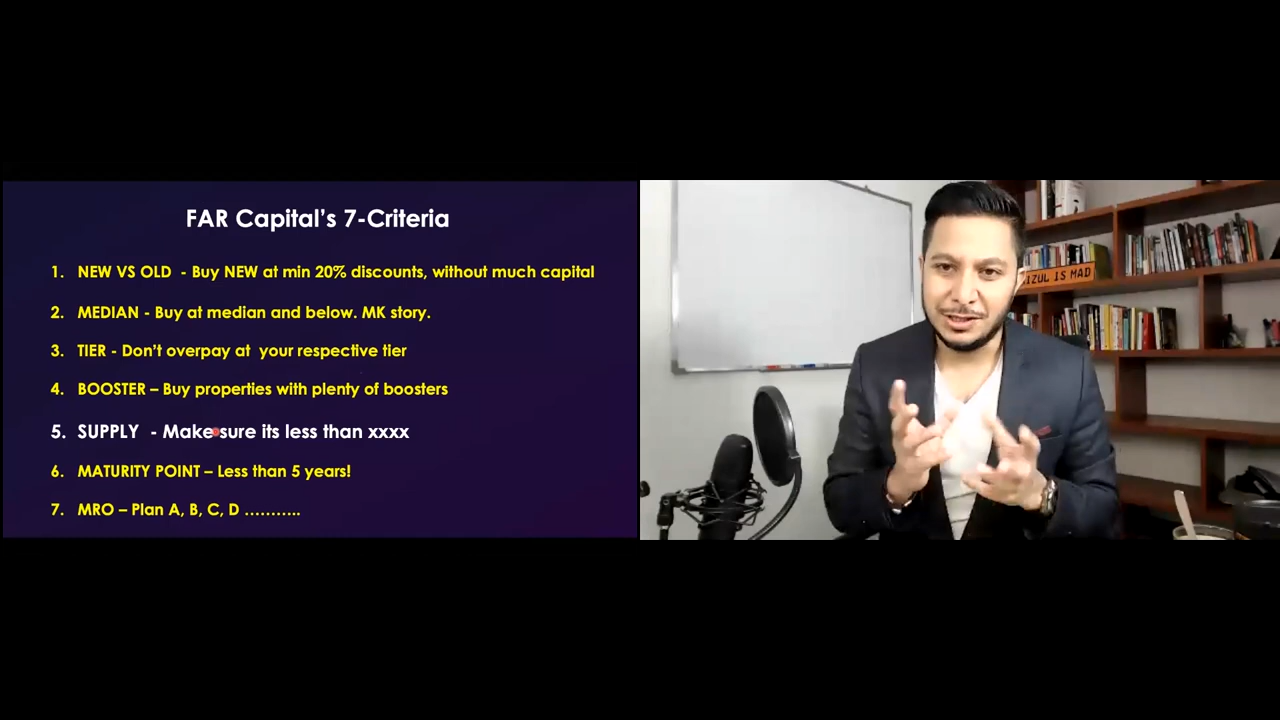 FAR Capital's 7-Criteria
1. NEW VS OLD - Buy NEW at min 20% discounts, without much capital
2. MEDIAN - Buy at median and below. MK story.
3. TIER - Don't overpay at your respective tier
4. BOOSTER – Buy properties with plenty of boosters
5. SUPPLY - Make sure its less than xxxx
6. MATURITY POINT – Less than 5 years!
7. MRO – Plan A, B, C, D ………..
IZUL IS MAD